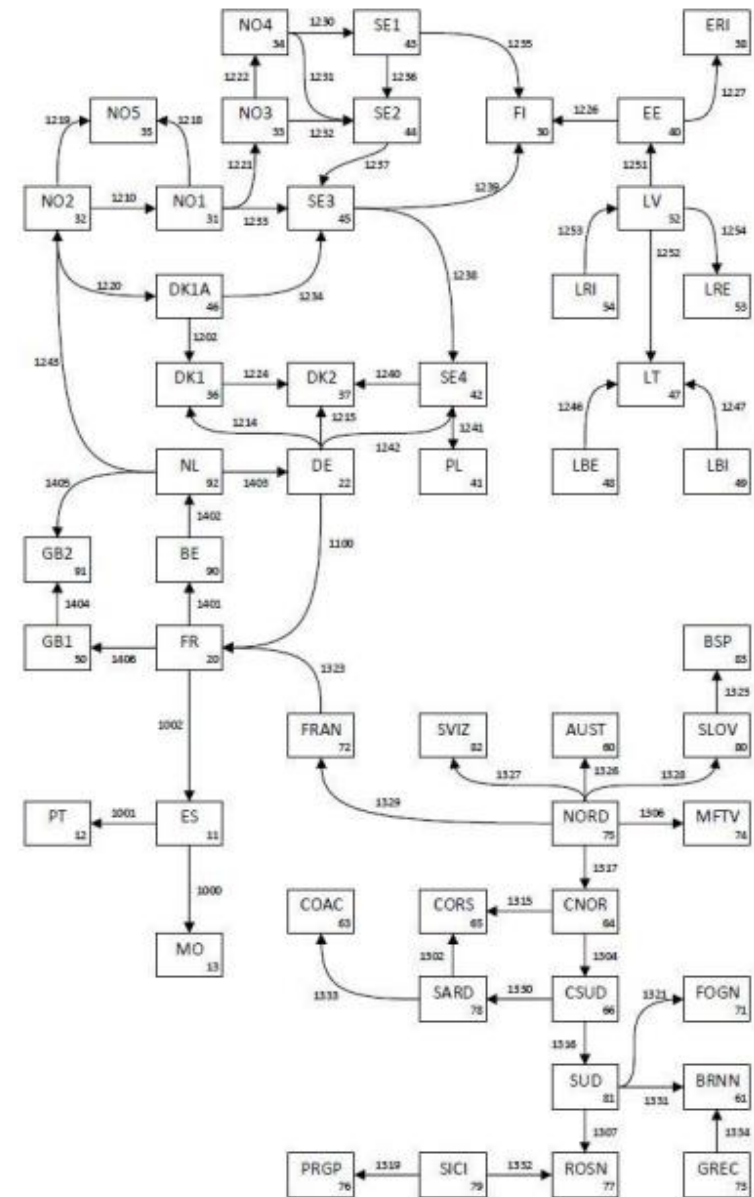 NO4 34
1230
SE1 43
1235
ERI 38
1222
1231
1236
1227
1219
NO5 35
1218
NO3 33
1232
SE2 44
FI 30
1226
EE 40
1221
1237
1251
NO2 32
1210
NO1 31
1233
SE3 45
1239
LV 52
1253
1254
1252
1220
DK1A 46
1234
1238
LRI 54
LRE 53
1202
1243
DK1 36
1224
DK2 37
1240
SE4 42
LT 47
1214
1215
1242
1241
1246
1247
NL 92
1403
DE 22
PL 41
LBE 48
LBI 49
1405
1402
1100
GB2 91
BE 90
1404
1401
GB1 50
1406
FR 20
BSP 83
1323
1325
1002
FRAN 72
SVIZ 82
AUST 60
SLOV 80
1327
1326
1328
1329
PT 12
1001
ES 11
NORD 75
1306
MFTV 74
1317
1000
COAC 63
CORS 65
1315
CNOR 64
1302
1304
MO 13
1333
SARD 78
1330
CSUD 66
1321
FOGN 71
1316
SUD 81
1331
BRNN 61
1307
1334
PRGP 76
1319
SICI 79
1332
ROSN 77
GREC 73